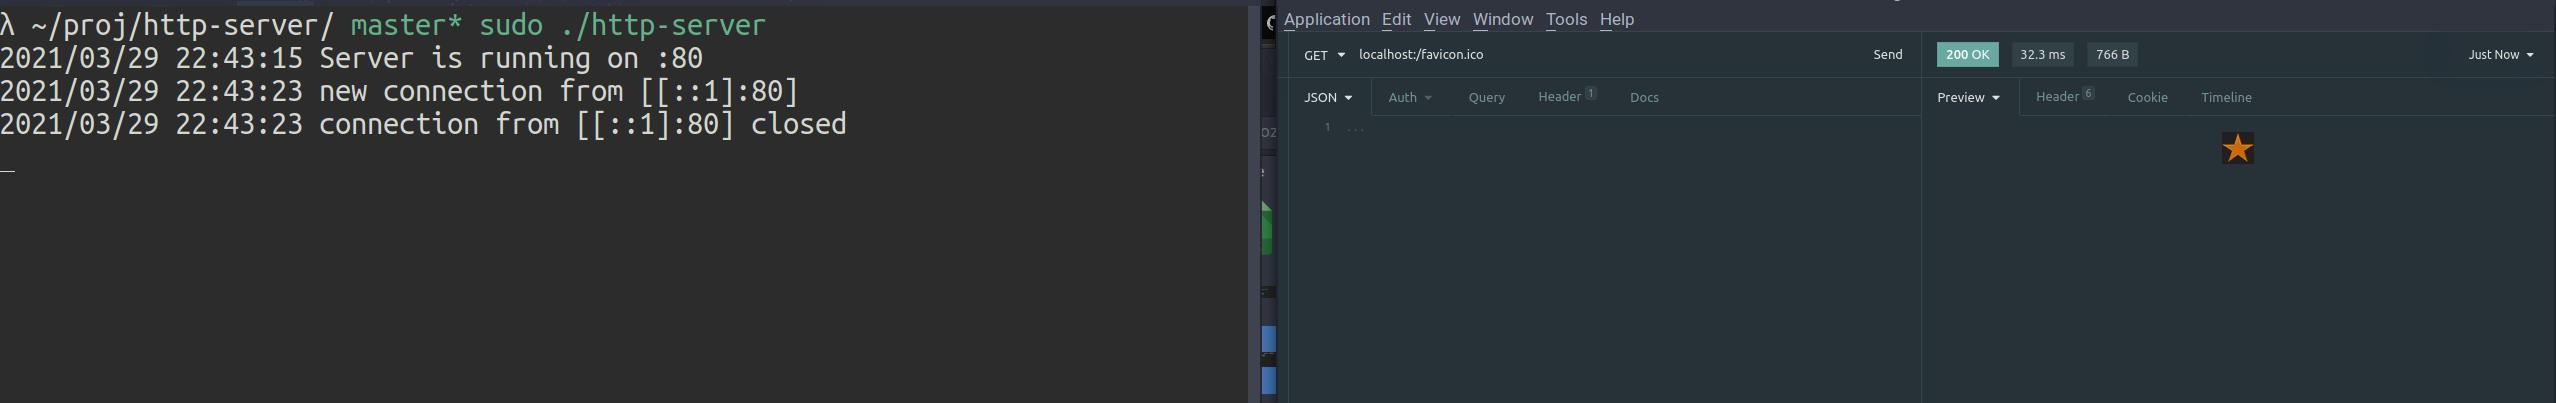 λ ~/proj/http-server/ master* sudo ./http-server
2021/03/29 22:43:15 Server is running on :80
2021/03/29 22:43:23 new connection from [[::1]:80]
2021/03/29 22:43:23 connection from [[::1]:80] closed
_
Application Edit View Window Tools Help
GET localhost:/favicon.ico Send
200 OK 32.3 ms 766 B Just Now
JSON Auth Query Header 1 Docs
Preview Header 6 Cookie Timeline
1 ...